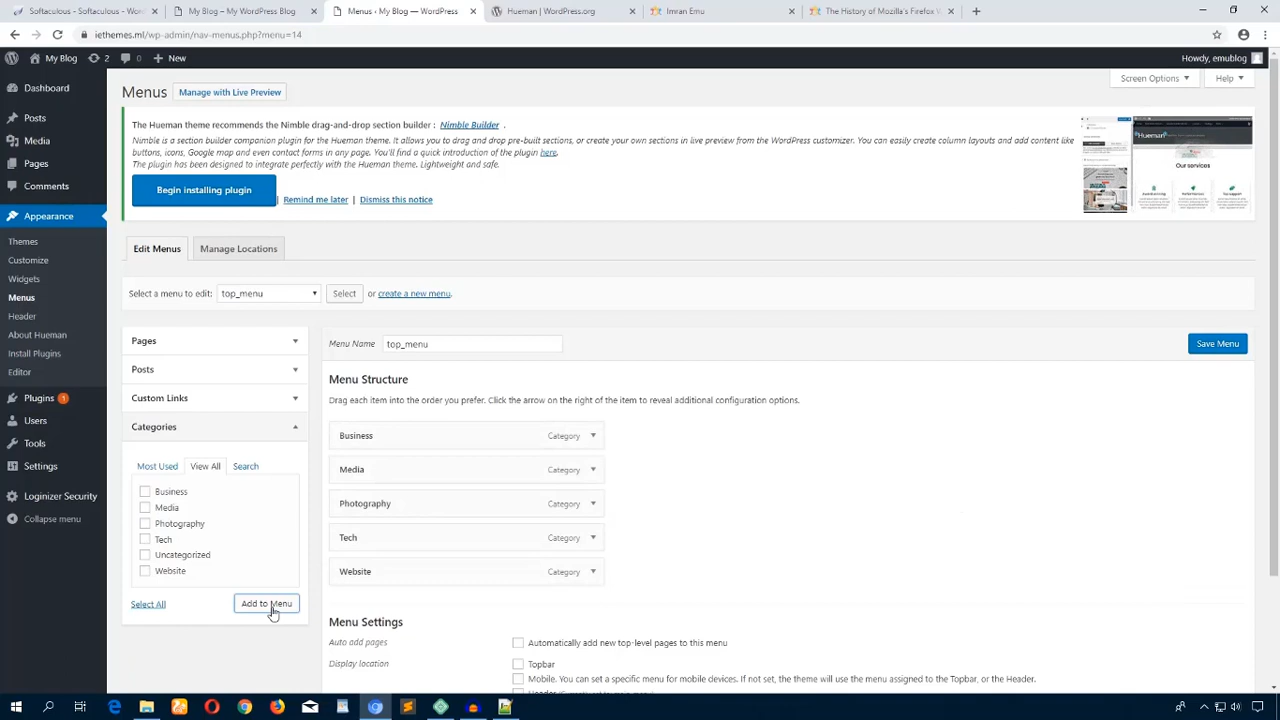 Softaculous - Softaculous - WordP
My Blog - My WordPress Blog
Menus ‹ My Blog — WordPress
Hueman | WordPress.org
Imran Emu
The History of Mozilla's Firefox W
iethemes.ml/wp-admin/nav-menus.php?menu=14
My Blog
2
0
New
Howdy, emublog
Dashboard
Posts
Media
Pages
Comments
Appearance
Themes
Customize
Widgets
Menus
Header
About Hueman
Install Plugins
Editor
Plugins 1
Users
Tools
Settings
Loginizer Security
Collapse menu
Menus
Manage with Live Preview
Screen Options
Help
The Hueman theme recommends the Nimble drag-and-drop section builder : Nimble Builder
Nimble is a section builder companion plugin for the Hueman theme. It allows you to drag and drop pre-built sections, or create your own sections in live preview from the WordPress customizer. You can easily create column layouts and add content like
buttons, icons, Google map and even contact forms in any page. You'll find a quick introduction of the plugin here.
The plugin has been designed to integrate perfectly with the Hueman theme. Lightweight and safe.
Begin installing plugin
| Remind me later | Dismiss this notice
Hueman
Our services
Edit Menus
Manage Locations
Select a menu to edit: top_menu Select or create a new menu.
Pages
Posts
Custom Links
Categories
Most Used
View All
Search
Business
Media
Photography
Tech
Uncategorized
Website
Select All
Add to Menu
Menu Name top_menu
Save Menu
Menu Structure
Drag each item into the order you prefer. Click the arrow on the right of the item to reveal additional configuration options.
Business Category
Media Category
Photography Category
Tech Category
Website Category
Menu Settings
Auto add pages
Automatically add new top-level pages to this menu
Display location
Topbar
Mobile. You can set a specific menu for mobile devices. If not set, the theme will use the menu assigned to the Topbar, or the Header.